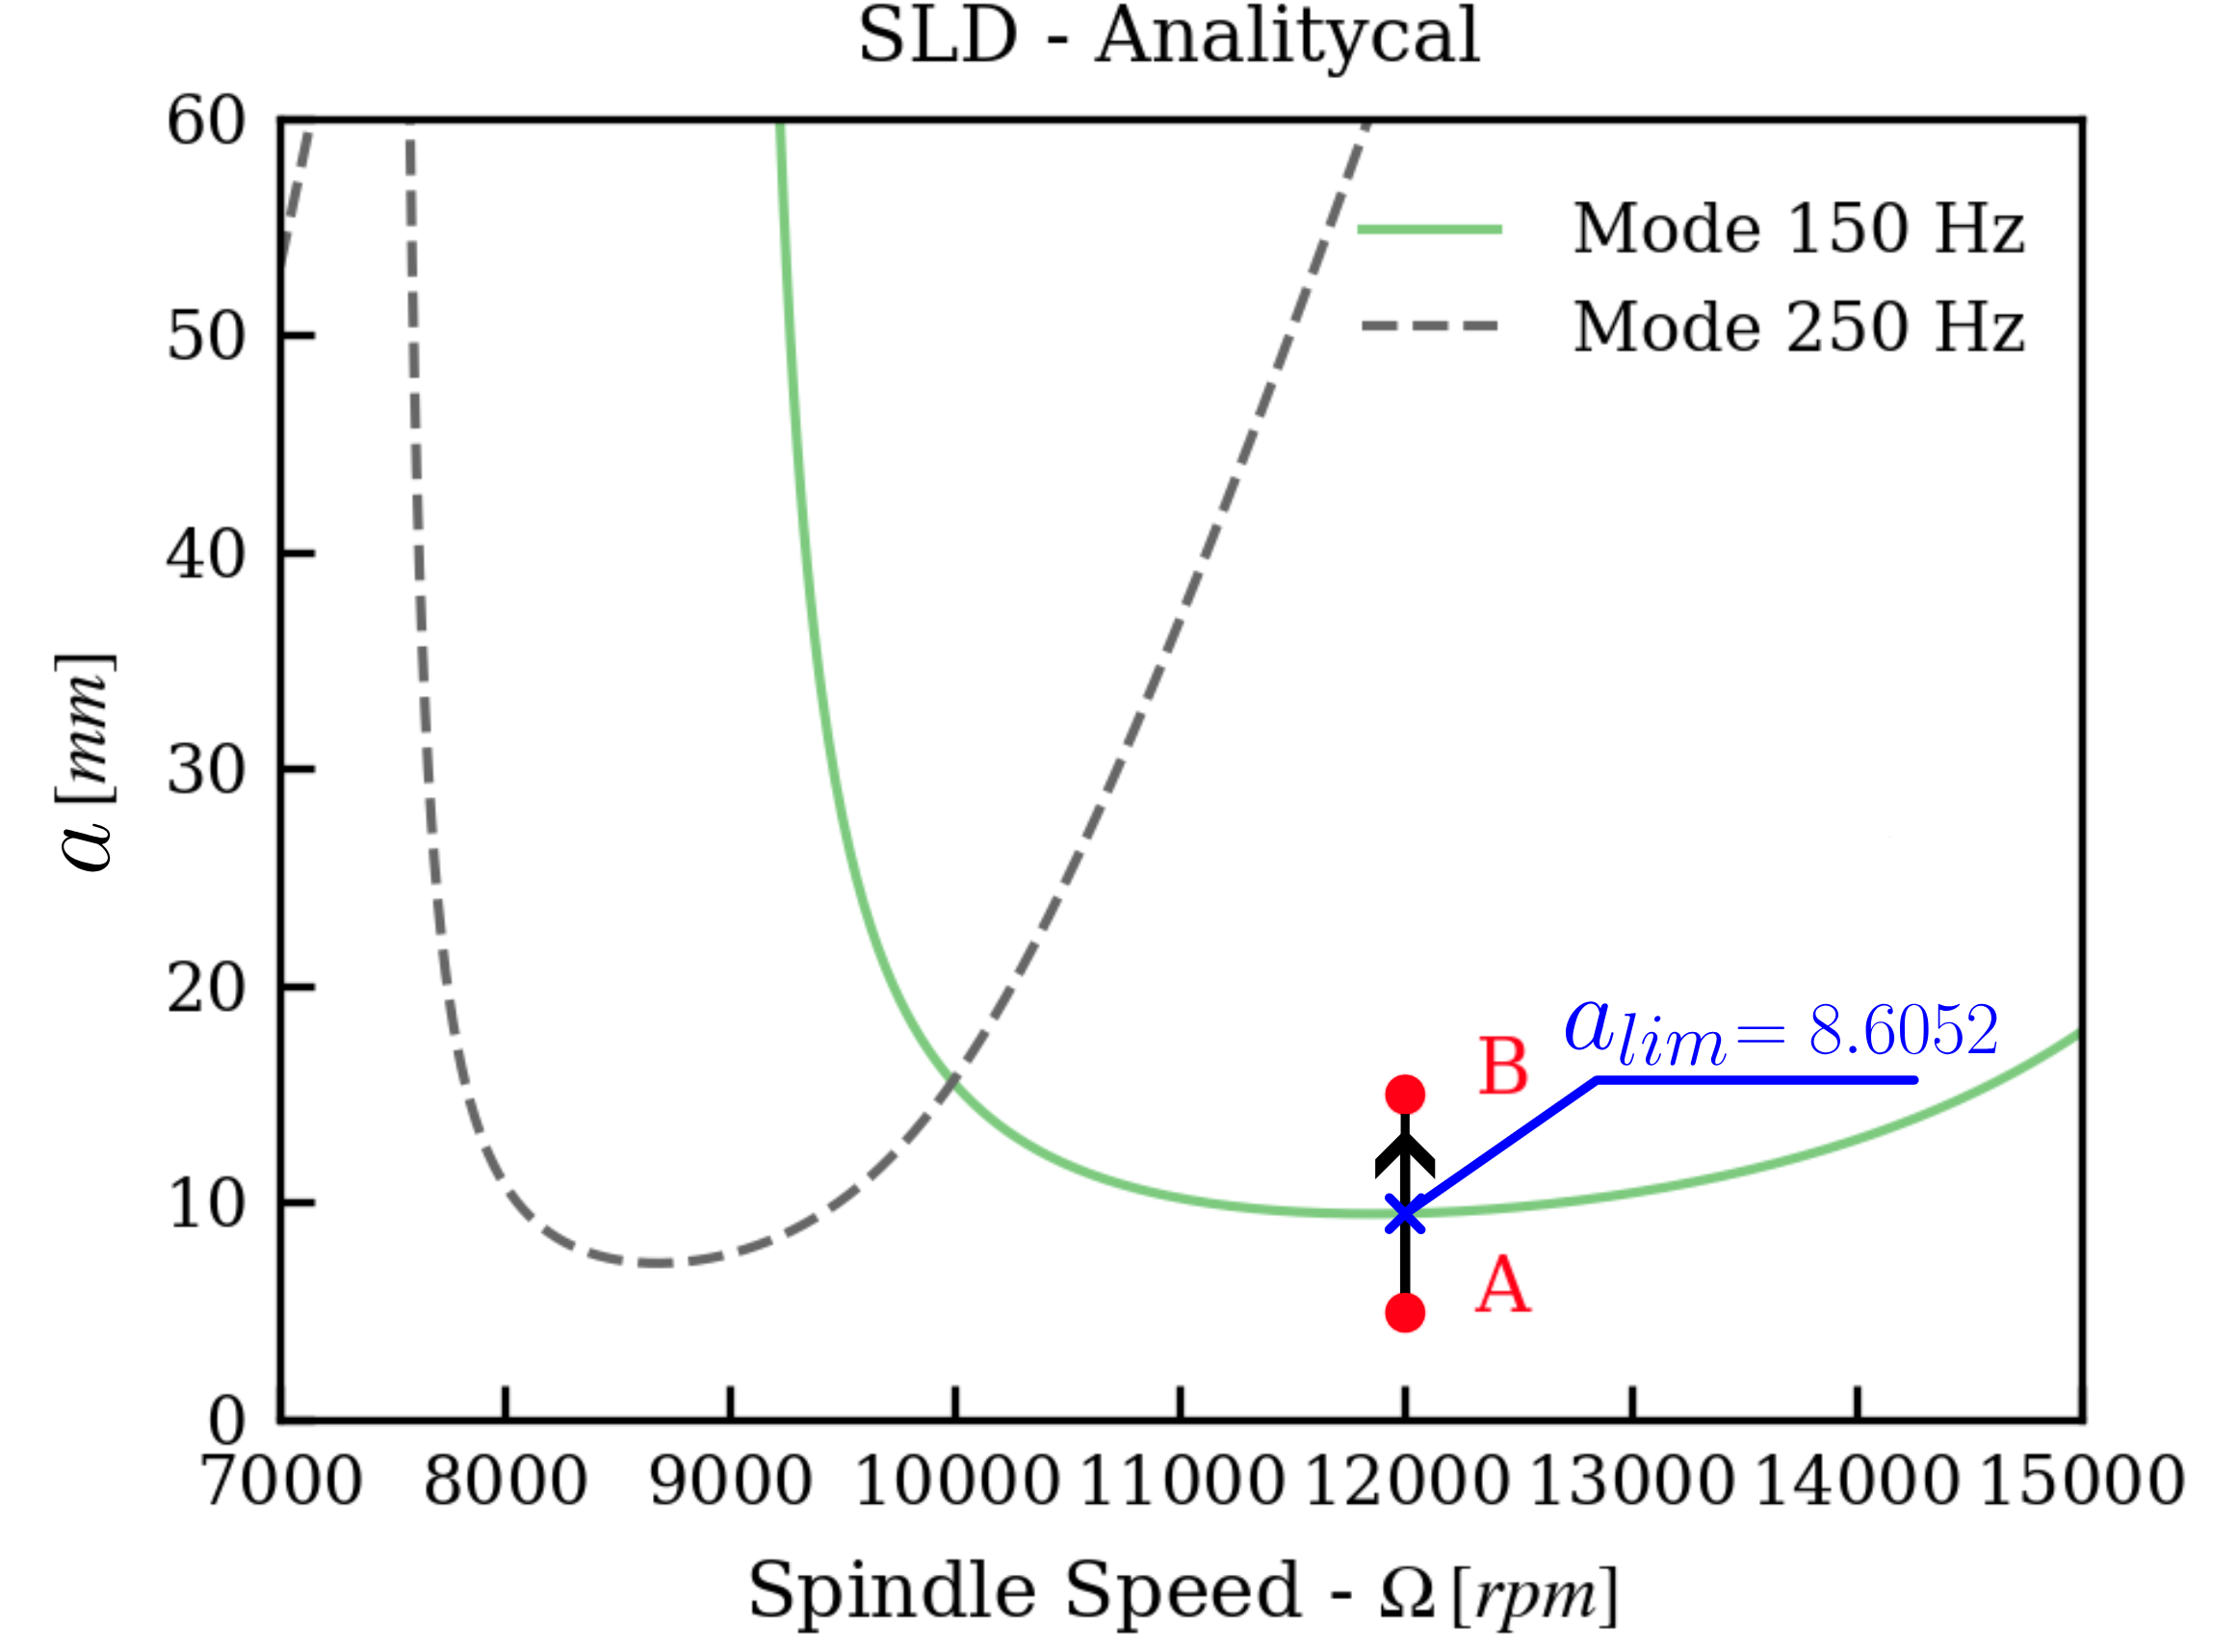 SLD - Analitycal
60
50
40
30
20
10
0
a [mm]
Mode 150 Hz
Mode 250 Hz
a_lim = 8.6052
B
A
7000 8000 9000 10000 11000 12000 13000 14000 15000
Spindle Speed - Ω [rpm]